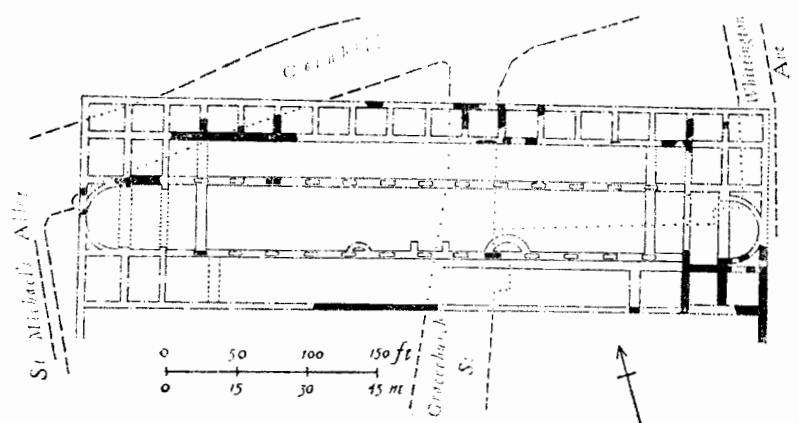 Cornhill
Whittington
Ave
St Michael's Alley
0 50 100 150 ft
0 15 30 45 m
Gracechurch
St